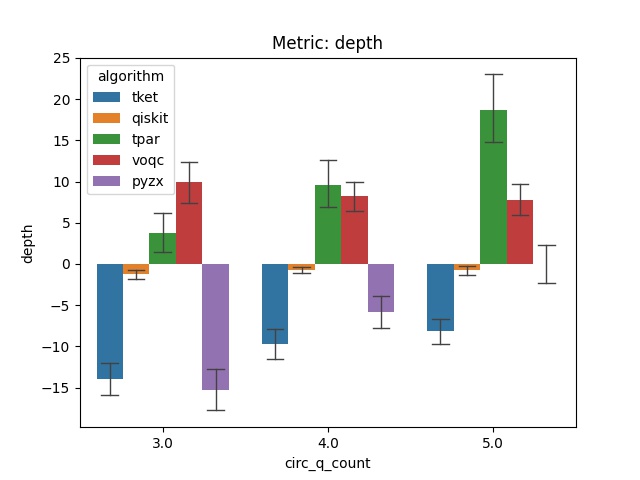 Metric: depth
algorithm
tket
qiskit
tpar
voqc
pyzx
depth
25
20
15
10
5
0
−5
−10
−15
3.0
4.0
5.0
circ_q_count